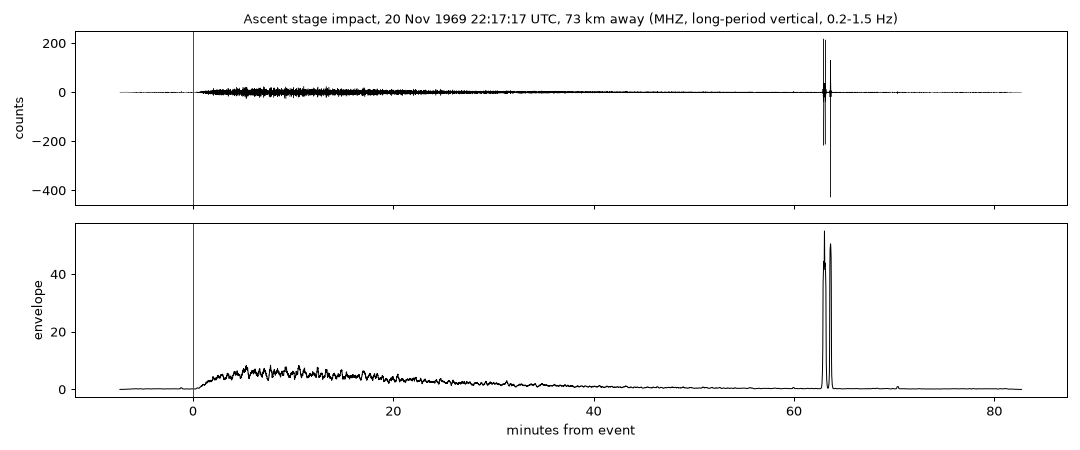 Ascent stage impact, 20 Nov 1969 22:17:17 UTC, 73 km away (MHZ, long-period vertical, 0.2-1.5 Hz)
200
0
−200
−400
counts
40
20
0
envelope
0 20 40 60 80
minutes from event